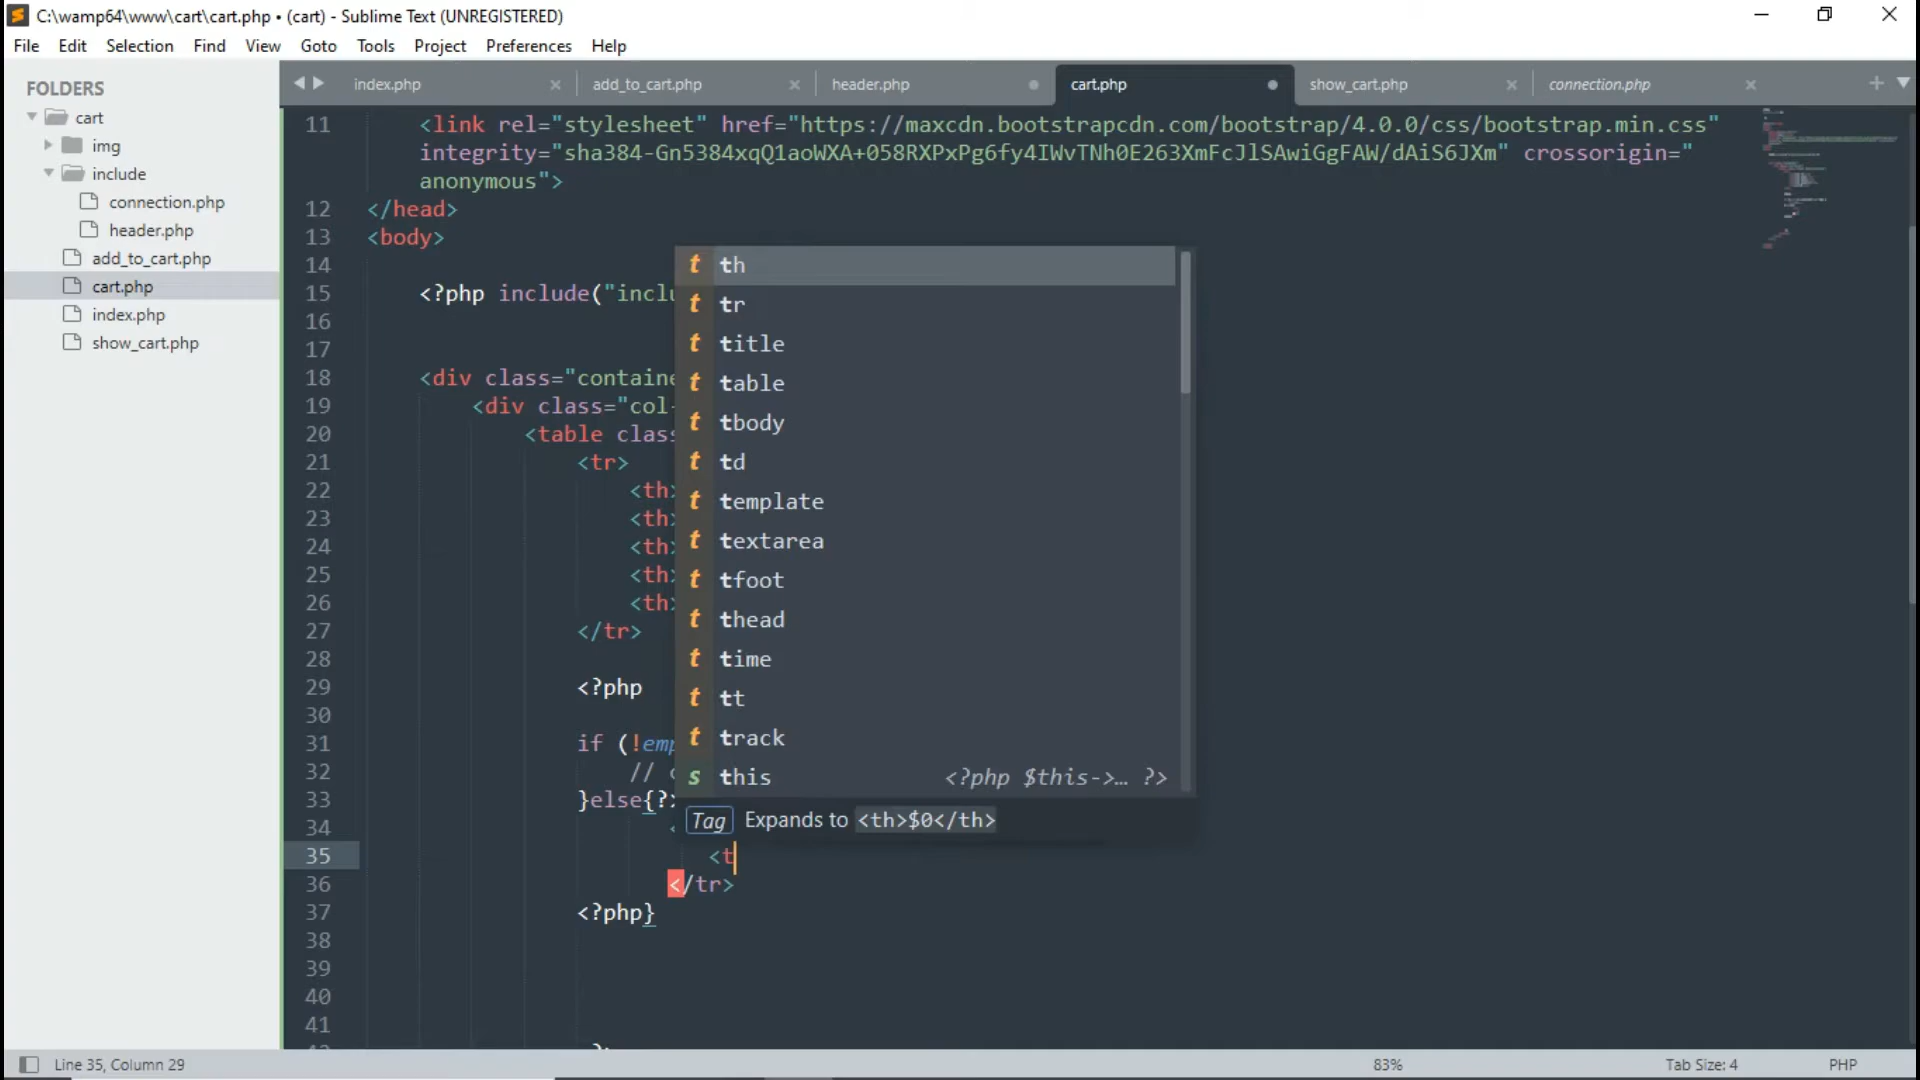 C:\wamp64\www\cart\cart.php • (cart) - Sublime Text (UNREGISTERED)
File Edit Selection Find View Goto Tools Project Preferences Help
FOLDERS
cart
img
include
connection.php
header.php
add_to_cart.php
cart.php
index.php
show_cart.php
index.php add_to_cart.php header.php cart.php show_cart.php connection.php
11 <link rel="stylesheet" href="https://maxcdn.bootstrapcdn.com/bootstrap/4.0.0/css/bootstrap.min.css"
integrity="sha384-Gn5384xqQ1aoWXA+058RXPxPg6fy4IWvTNh0E263XmFcJlSAwiGgFAW/dAiS6JXm" crossorigin="
anonymous">
12 </head>
13 <body>
14
15 <?php include("inclu
16
17
18 <div class="containe
19 <div class="col-
20 <table class
21 <tr>
22 <th>
23 <th>
24 <th>
25 <th>
26 <th>
27 </tr>
28
29 <?php
30
31 if (!emp
32 //
33 }else{?>
34 <
35 <t
36 </tr>
37 <?php}
38
39
40
41
th
tr
title
table
tbody
td
template
textarea
tfoot
thead
time
tt
track
this <?php $this->… ?>
Tag Expands to <th>$0</th>
Line 35, Column 29 83% Tab Size: 4 PHP